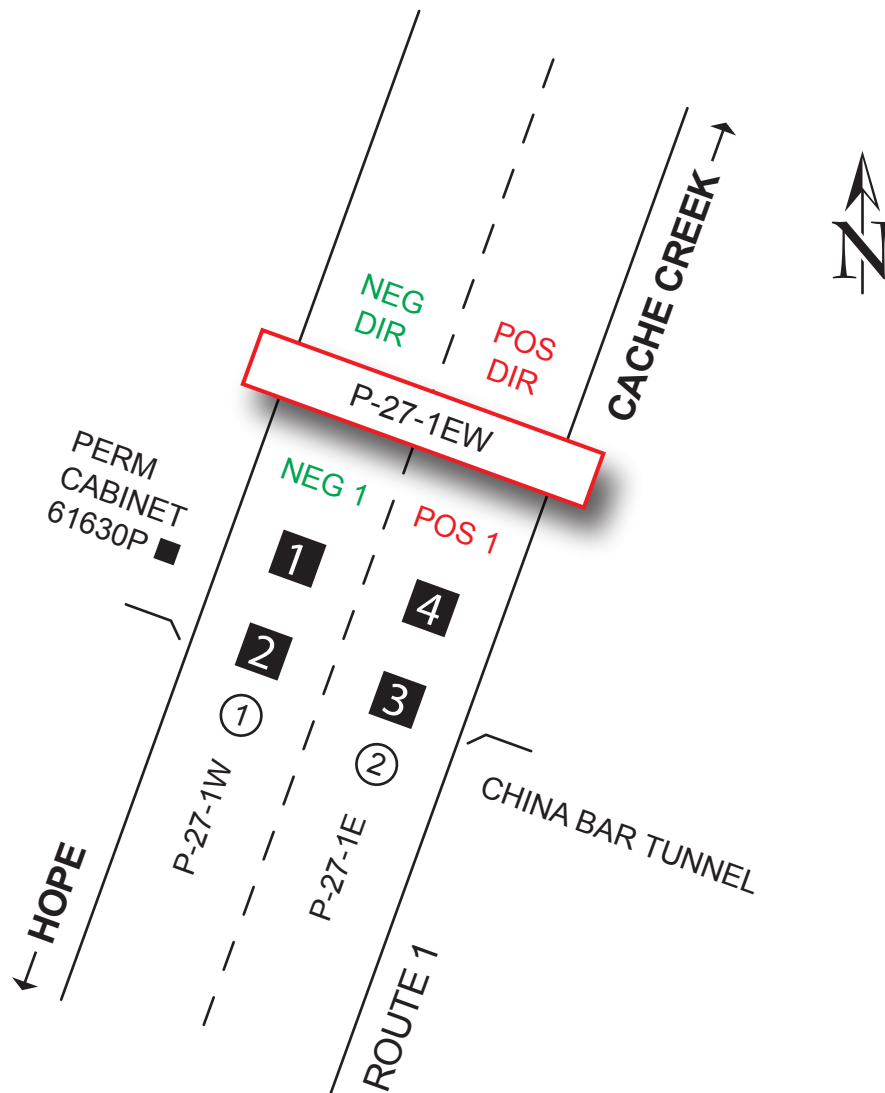 CACHE CREEK
N
NEG
DIR
POS
DIR
P-27-1EW
PERM
CABINET
61630P
NEG 1
POS 1
1
4
2
3
1
2
P-27-1W
P-27-1E
CHINA BAR TUNNEL
HOPE
ROUTE 1